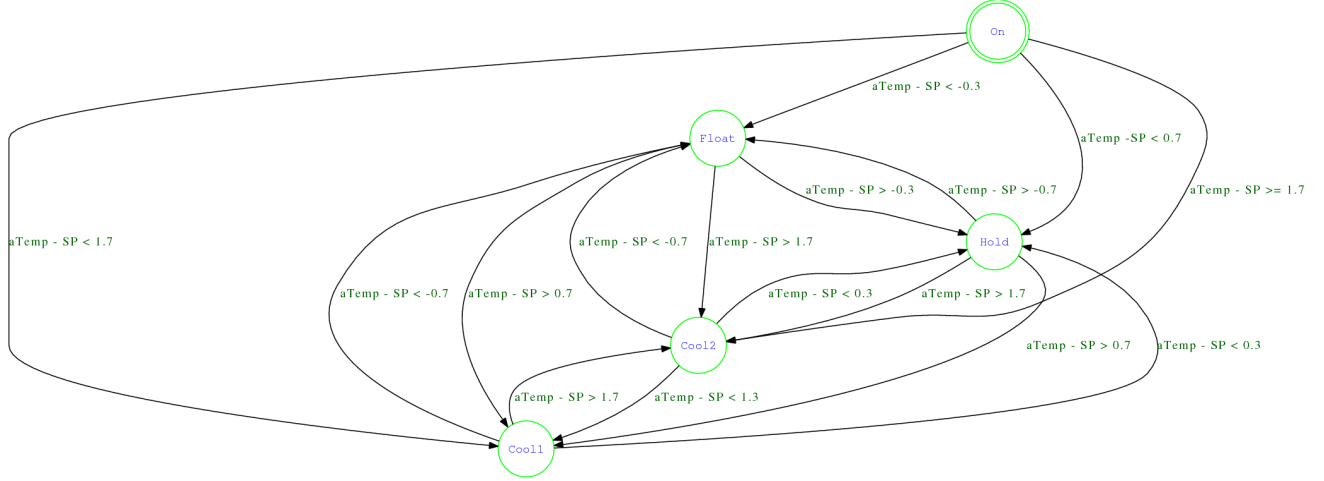 On
aTemp - SP < -0.3
Float
aTemp -SP < 0.7
aTemp - SP > -0.3
aTemp - SP > -0.7
aTemp - SP >= 1.7
aTemp - SP < 1.7
aTemp - SP < -0.7
aTemp - SP > 1.7
Hold
aTemp - SP < -0.7
aTemp - SP > 0.7
aTemp - SP < 0.3
aTemp - SP > 1.7
Cool2
aTemp - SP > 0.7
aTemp - SP < 0.3
aTemp - SP > 1.7
aTemp - SP < 1.3
Cool1